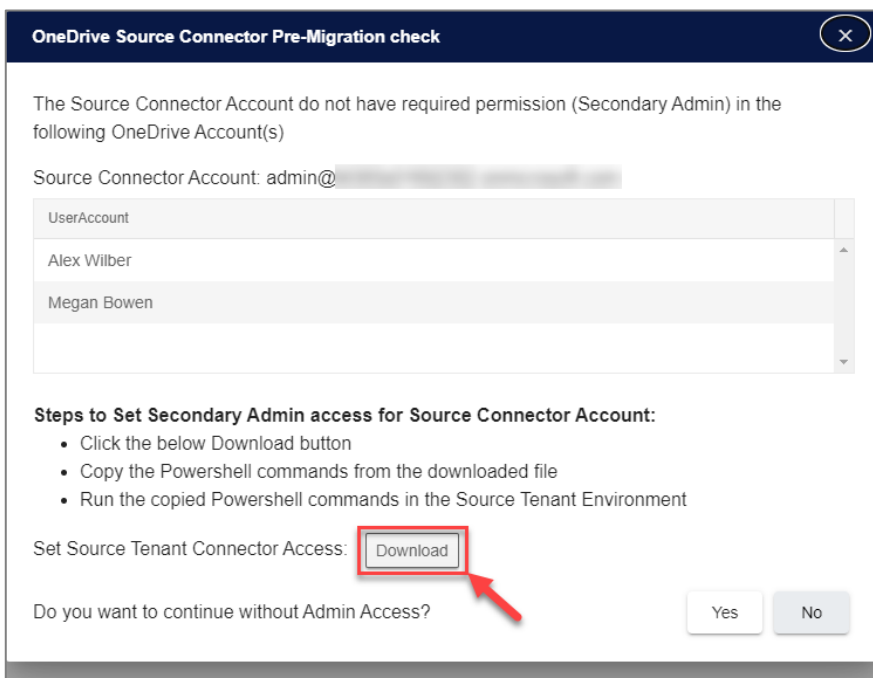 OneDrive Source Connector Pre-Migration check
The Source Connector Account do not have required permission (Secondary Admin) in the
following OneDrive Account(s)
Source Connector Account: admin@
UserAccount
Alex Wilber
Megan Bowen
Steps to Set Secondary Admin access for Source Connector Account:
• Click the below Download button
• Copy the Powershell commands from the downloaded file
• Run the copied Powershell commands in the Source Tenant Environment
Set Source Tenant Connector Access: Download
Do you want to continue without Admin Access? Yes No